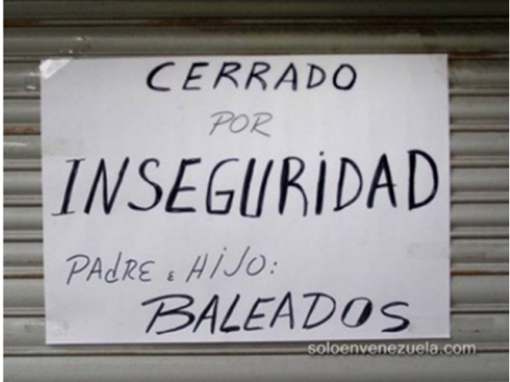 CERRADO
POR
INSEGURiDAD
PAdRE E HiJO:
BALEADOS
soloenvenezuela.com